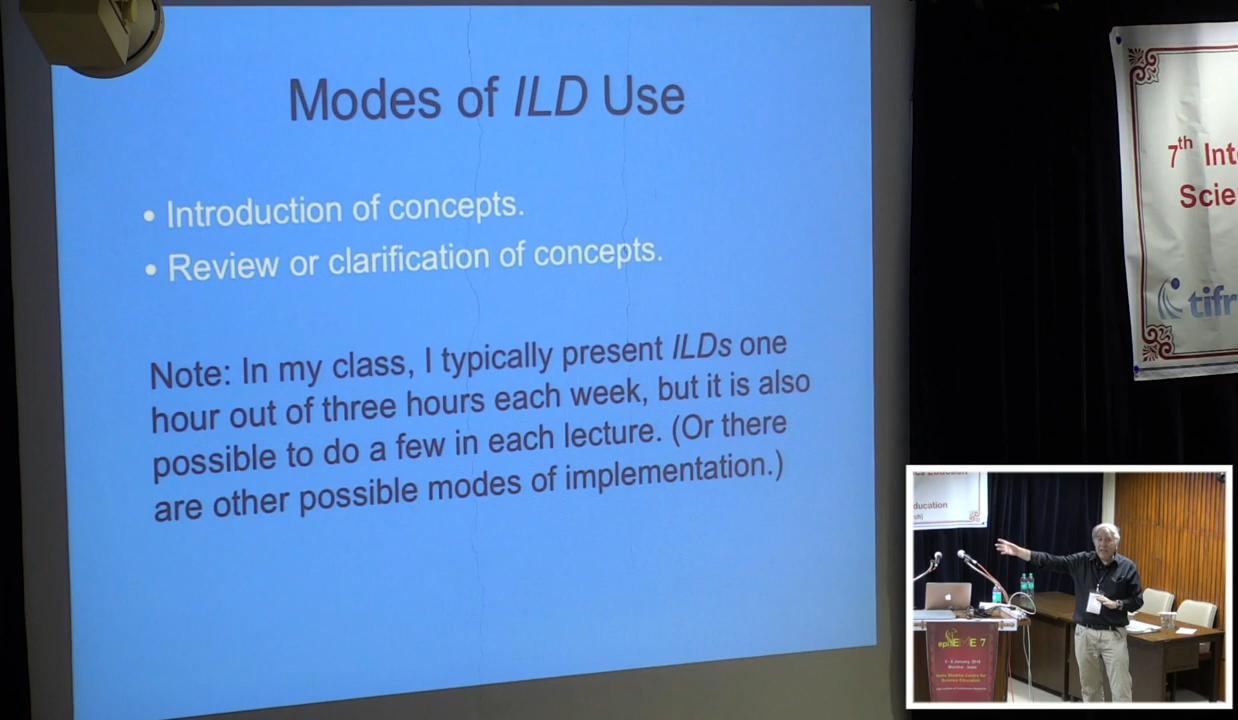 Modes of ILD Use
• Introduction of concepts.
• Review or clarification of concepts.
Note: In my class, I typically present ILDs one
hour out of three hours each week, but it is also
possible to do a few in each lecture. (Or there
are other possible modes of implementation.)
7th Int
Scie
tifr
ducation
epiSTEME 7